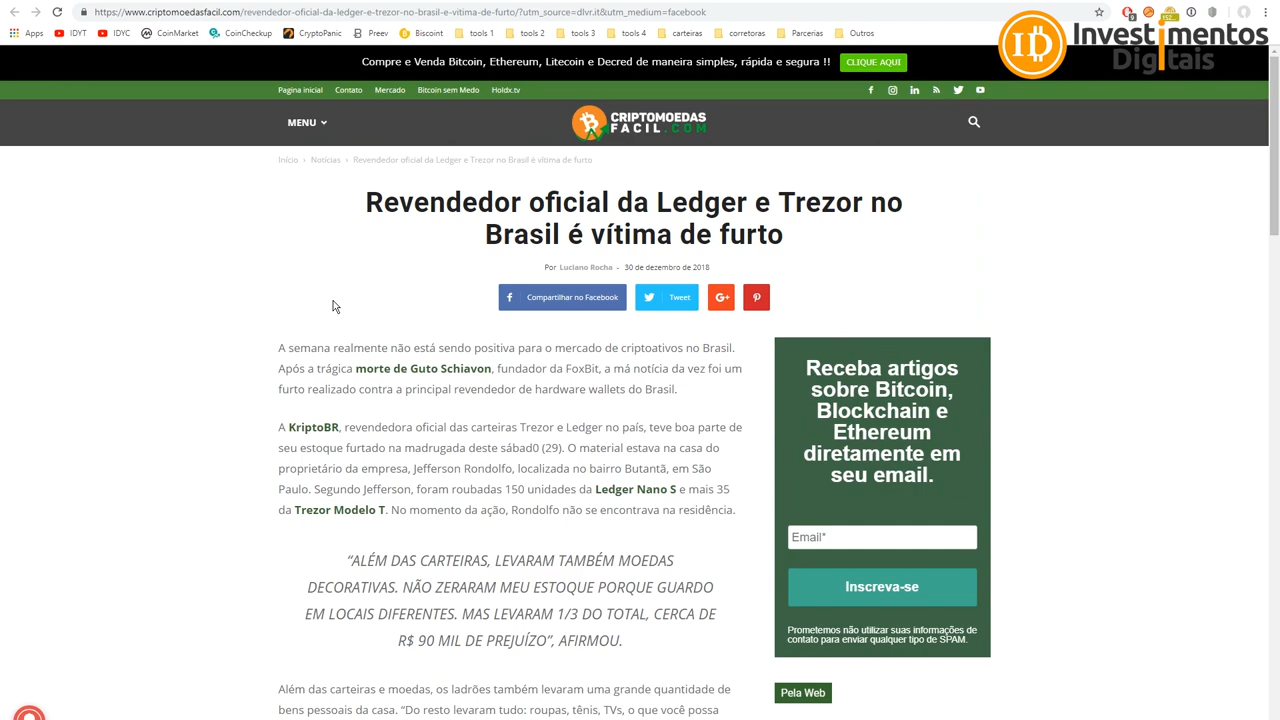 https://www.criptomoedasfacil.com/revendedor-oficial-da-ledger-e-trezor-no-brasil-e-vitima-de-furto/?utm_source=dlvr.it&utm_medium=facebook
Apps IDYT IDYC CoinMarket CoinCheckup CryptoPanic Preev Biscoint tools 1 tools 2 tools 3 tools 4 carteiras corretoras Parcerias Outros
ID Investimentos
Digitais
Compre e Venda Bitcoin, Ethereum, Litecoin e Decred de maneira simples, rápida e segura !! CLIQUE AQUI
Pagina inicial Contato Mercado Bitcoin sem Medo Holdx.tv
MENU
CRIPTOMOEDAS
FACIL.COM
Início Notícias Revendedor oficial da Ledger e Trezor no Brasil é vítima de furto
Revendedor oficial da Ledger e Trezor no
Brasil é vítima de furto
Por Luciano Rocha - 30 de dezembro de 2018
Compartilhar no Facebook Tweet
A semana realmente não está sendo positiva para o mercado de criptoativos no Brasil.
Após a trágica morte de Guto Schiavon, fundador da FoxBit, a má notícia da vez foi um
furto realizado contra a principal revendedor de hardware wallets do Brasil.
A KriptoBR, revendedora oficial das carteiras Trezor e Ledger no país, teve boa parte de
seu estoque furtado na madrugada deste sábad0 (29). O material estava na casa do
proprietário da empresa, Jefferson Rondolfo, localizada no bairro Butantã, em São
Paulo. Segundo Jefferson, foram roubadas 150 unidades da Ledger Nano S e mais 35
da Trezor Modelo T. No momento da ação, Rondolfo não se encontrava na residência.
“ALÉM DAS CARTEIRAS, LEVARAM TAMBÉM MOEDAS
DECORATIVAS. NÃO ZERARAM MEU ESTOQUE PORQUE GUARDO
EM LOCAIS DIFERENTES. MAS LEVARAM 1/3 DO TOTAL, CERCA DE
R$ 90 MIL DE PREJUÍZO”, AFIRMOU.
Além das carteiras e moedas, os ladrões também levaram uma grande quantidade de
bens pessoais da casa. “Do resto levaram tudo: roupas, tênis, TVs, o que você possa
Receba artigos
sobre Bitcoin,
Blockchain e
Ethereum
diretamente em
seu email.
Email*
Inscreva-se
Prometemos não utilizar suas informações de
contato para enviar qualquer tipo de SPAM.
Pela Web